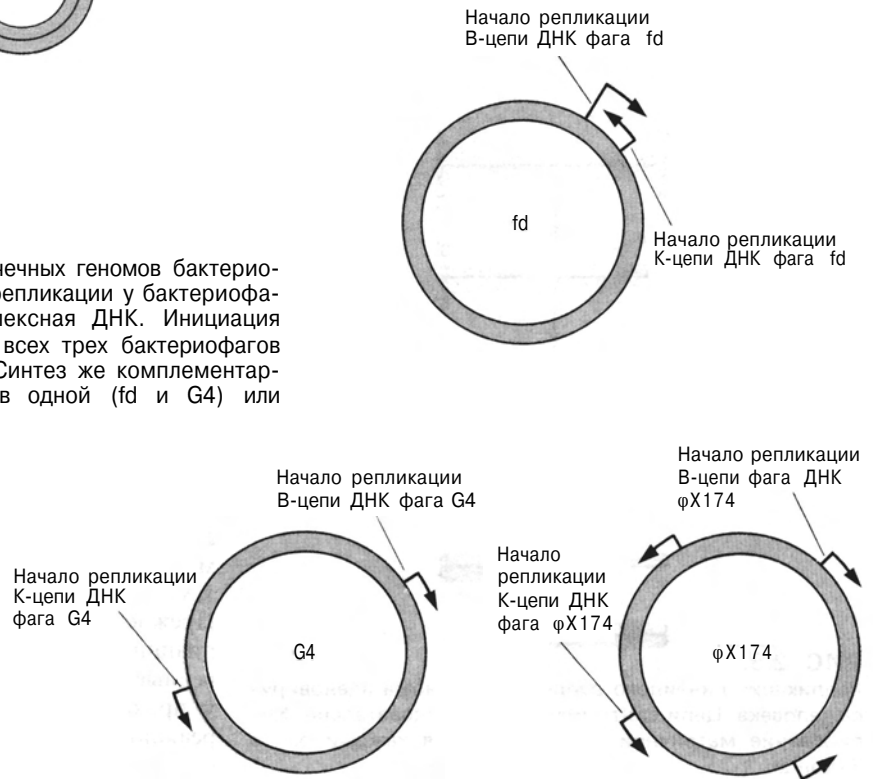 Начало репликации
В-цепи ДНК фага fd
fd
Начало репликации
К-цепи ДНК фага fd
нечных геномов бактерио-
репликации у бактериофа-
лексная ДНК. Инициация
всех трех бактериофагов
Синтез же комплементар-
в одной (fd и G4) или
Начало репликации
В-цепи ДНК фага G4
Начало репликации
К-цепи ДНК
фага G4
G4
Начало репликации
В-цепи фага ДНК
φX174
Начало
репликации
К-цепи ДНК
фага φX174
φX174